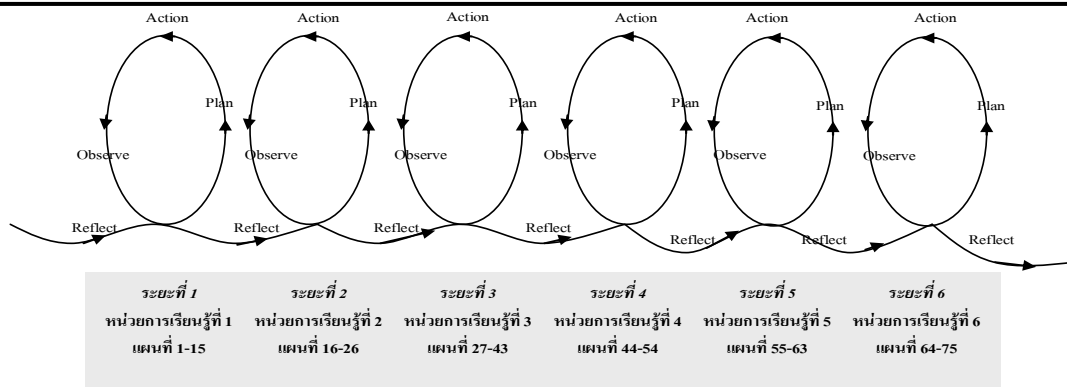 Action Action Action Action Action Action
Plan Plan Plan Plan Plan Plan
Observe Observe Observe Observe Observe Observe
Reflect Reflect Reflect Reflect Reflect Reflect Reflect
ระยะที่ 1 ระยะที่ 2 ระยะที่ 3 ระยะที่ 4 ระยะที่ 5 ระยะที่ 6
หน่วยการเรียนรู้ที่ 1 หน่วยการเรียนรู้ที่ 2 หน่วยการเรียนรู้ที่ 3 หน่วยการเรียนรู้ที่ 4 หน่วยการเรียนรู้ที่ 5 หน่วยการเรียนรู้ที่ 6
แผนที่ 1-15 แผนที่ 16-26 แผนที่ 27-43 แผนที่ 44-54 แผนที่ 55-63 แผนที่ 64-75